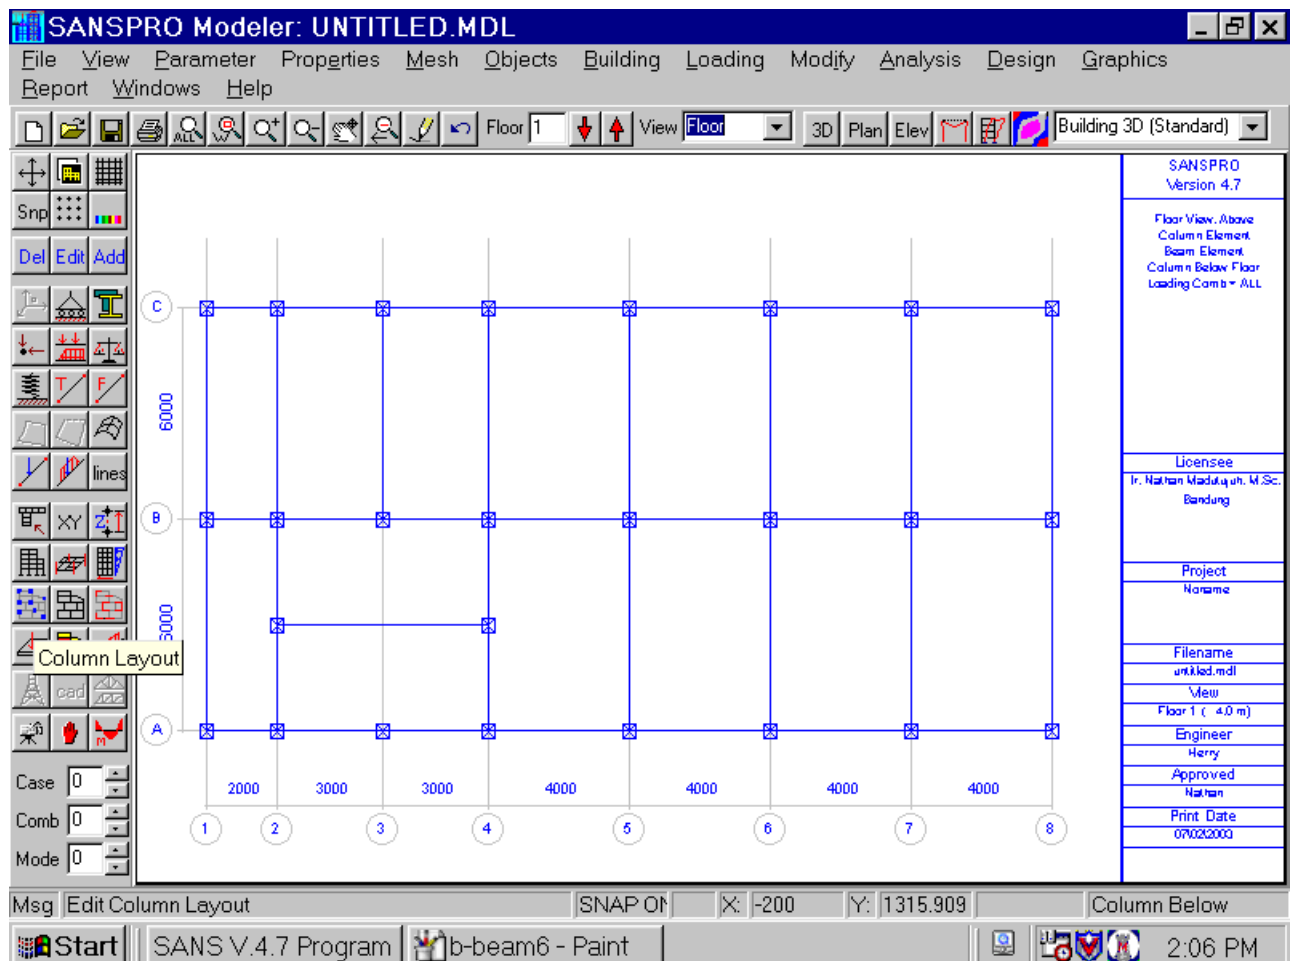 SANSPRO Modeler: UNTITLED.MDL
File View Parameter Properties Mesh Objects Building Loading Modify Analysis Design Graphics
Report Windows Help
ALL Floor 1 View Floor 3D Plan Elev Building 3D (Standard)
Snp
Del Edit Add
T F
lines
XY Z
Column Layout
cad
M
Case 0
Comb 0
Mode 0
C
6000
B
6000
A
2000 3000 3000 4000 4000 4000 4000
1 2 3 4 5 6 7 8
SANSPRO
Version 4.7
Floor View. Above
Column Element
Beam Element
Column Below Floor
Loading Comb = ALL
Licensee
Ir. Nathan Madutujuh. M.Sc.
Bandung
Project
Noname
Filename
untitled.mdl
View
Floor 1 ( 4.0 m)
Engineer
Herry
Approved
Nathan
Print Date
07/02/2003
Msg Edit Column Layout SNAP ON X: -200 Y: 1315.909 Column Below
Start SANS V.4.7 Program b-beam6 - Paint 2:06 PM